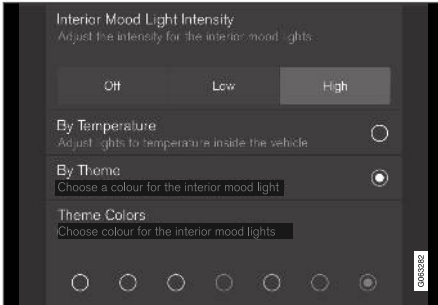 Interior Mood Light Intensity
Adjust the intensity for the interior mood lights
Off Low High
By Temperature
Adjust lights to temperature inside the vehicle
By Theme
Choose a colour for the interior mood light
Theme Colors
Choose colour for the interior mood lights
G063282